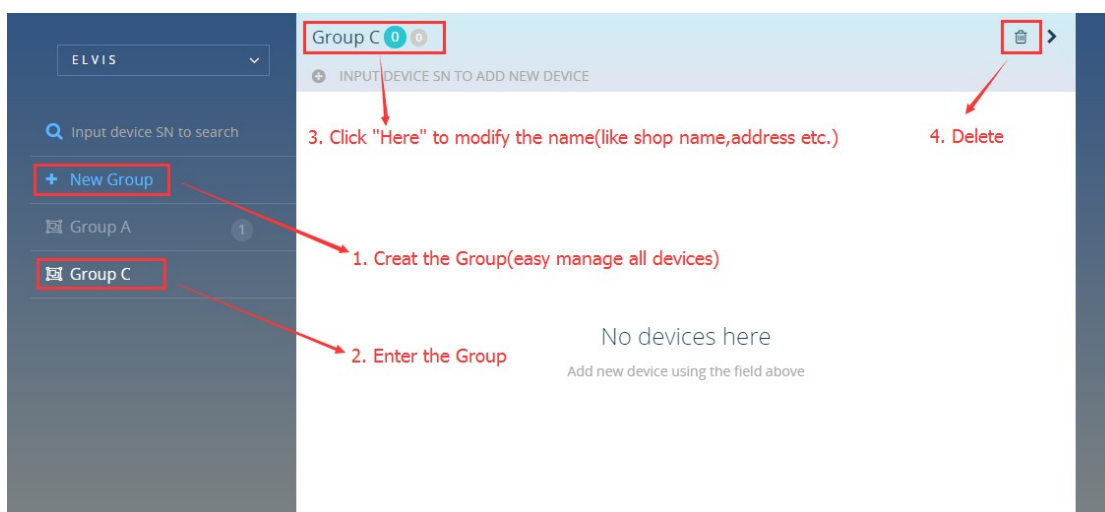 ELVIS
Input device SN to search
+ New Group
Group A 1
Group C
Group C 0 0
INPUT DEVICE SN TO ADD NEW DEVICE
3. Click "Here" to modify the name(like shop name,address etc.)
4. Delete
1. Creat the Group(easy manage all devices)
2. Enter the Group
No devices here
Add new device using the field above